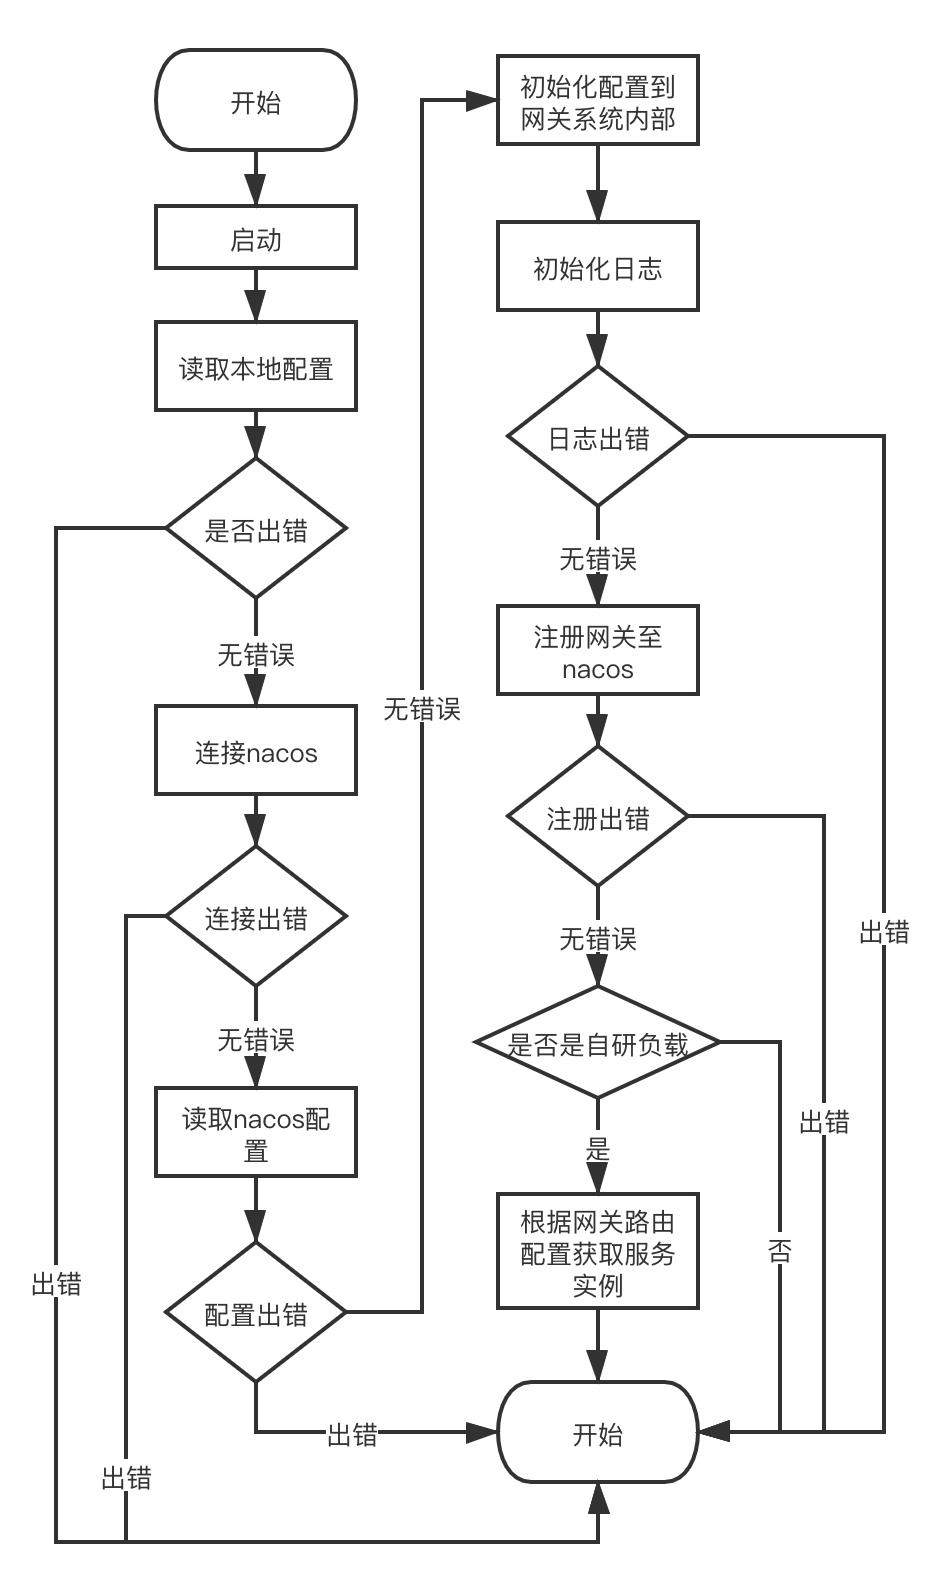 开始
启动
读取本地配置
是否出错
无错误
连接nacos
连接出错
无错误
读取nacos配
置
配置出错
出错
出错
出错
无错误
初始化配置到
网关系统内部
初始化日志
日志出错
无错误
注册网关至
nacos
注册出错
无错误
是否是自研负载
是
根据网关路由
配置获取服务
实例
开始
否
出错
出错